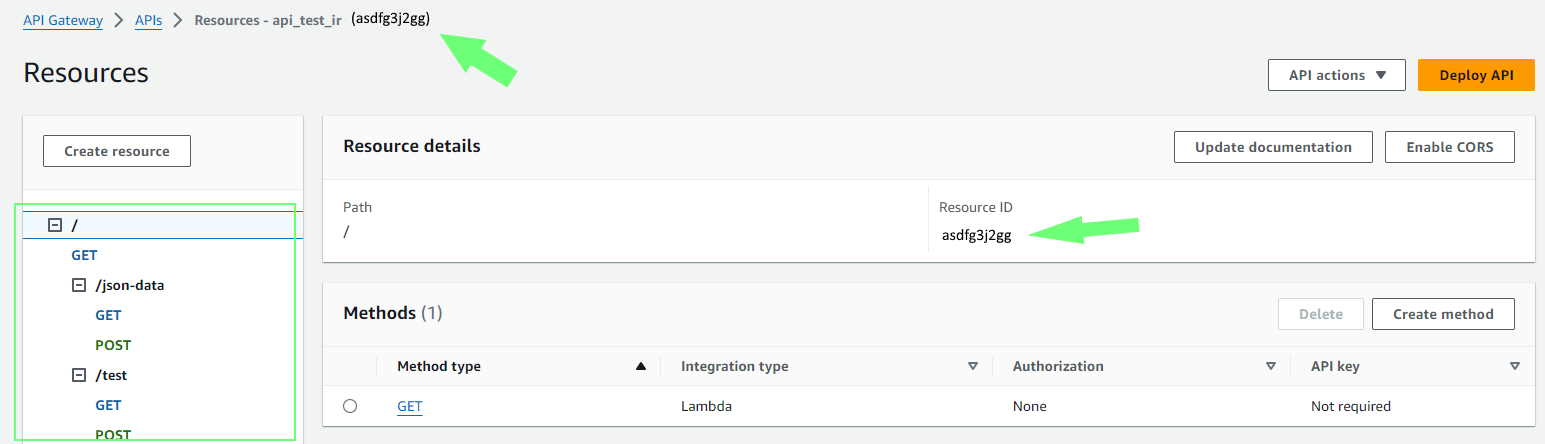 API Gateway > APIs > Resources - api_test_ir (asdfg3j2gg)
Resources
API actions ▼
Deploy API
Create resource
/
GET
/json-data
GET
POST
/test
GET
POST
Resource details
Update documentation
Enable CORS
Path
/
Resource ID
asdfg3j2gg
Methods (1)
Delete
Create method
Method type
Integration type
Authorization
API key
GET
Lambda
None
Not required